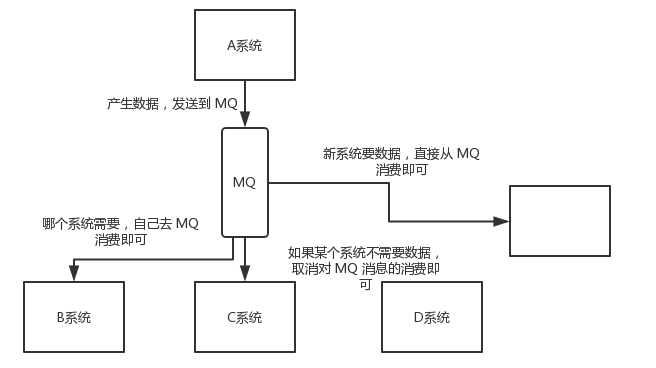 A系统
产生数据，发送到 MQ
MQ
新系统要数据，直接从 MQ
消费即可
哪个系统需要，自己去 MQ
消费即可
如果某个系统不需要数据，
取消对 MQ 消息的消费即
可
B系统
C系统
D系统